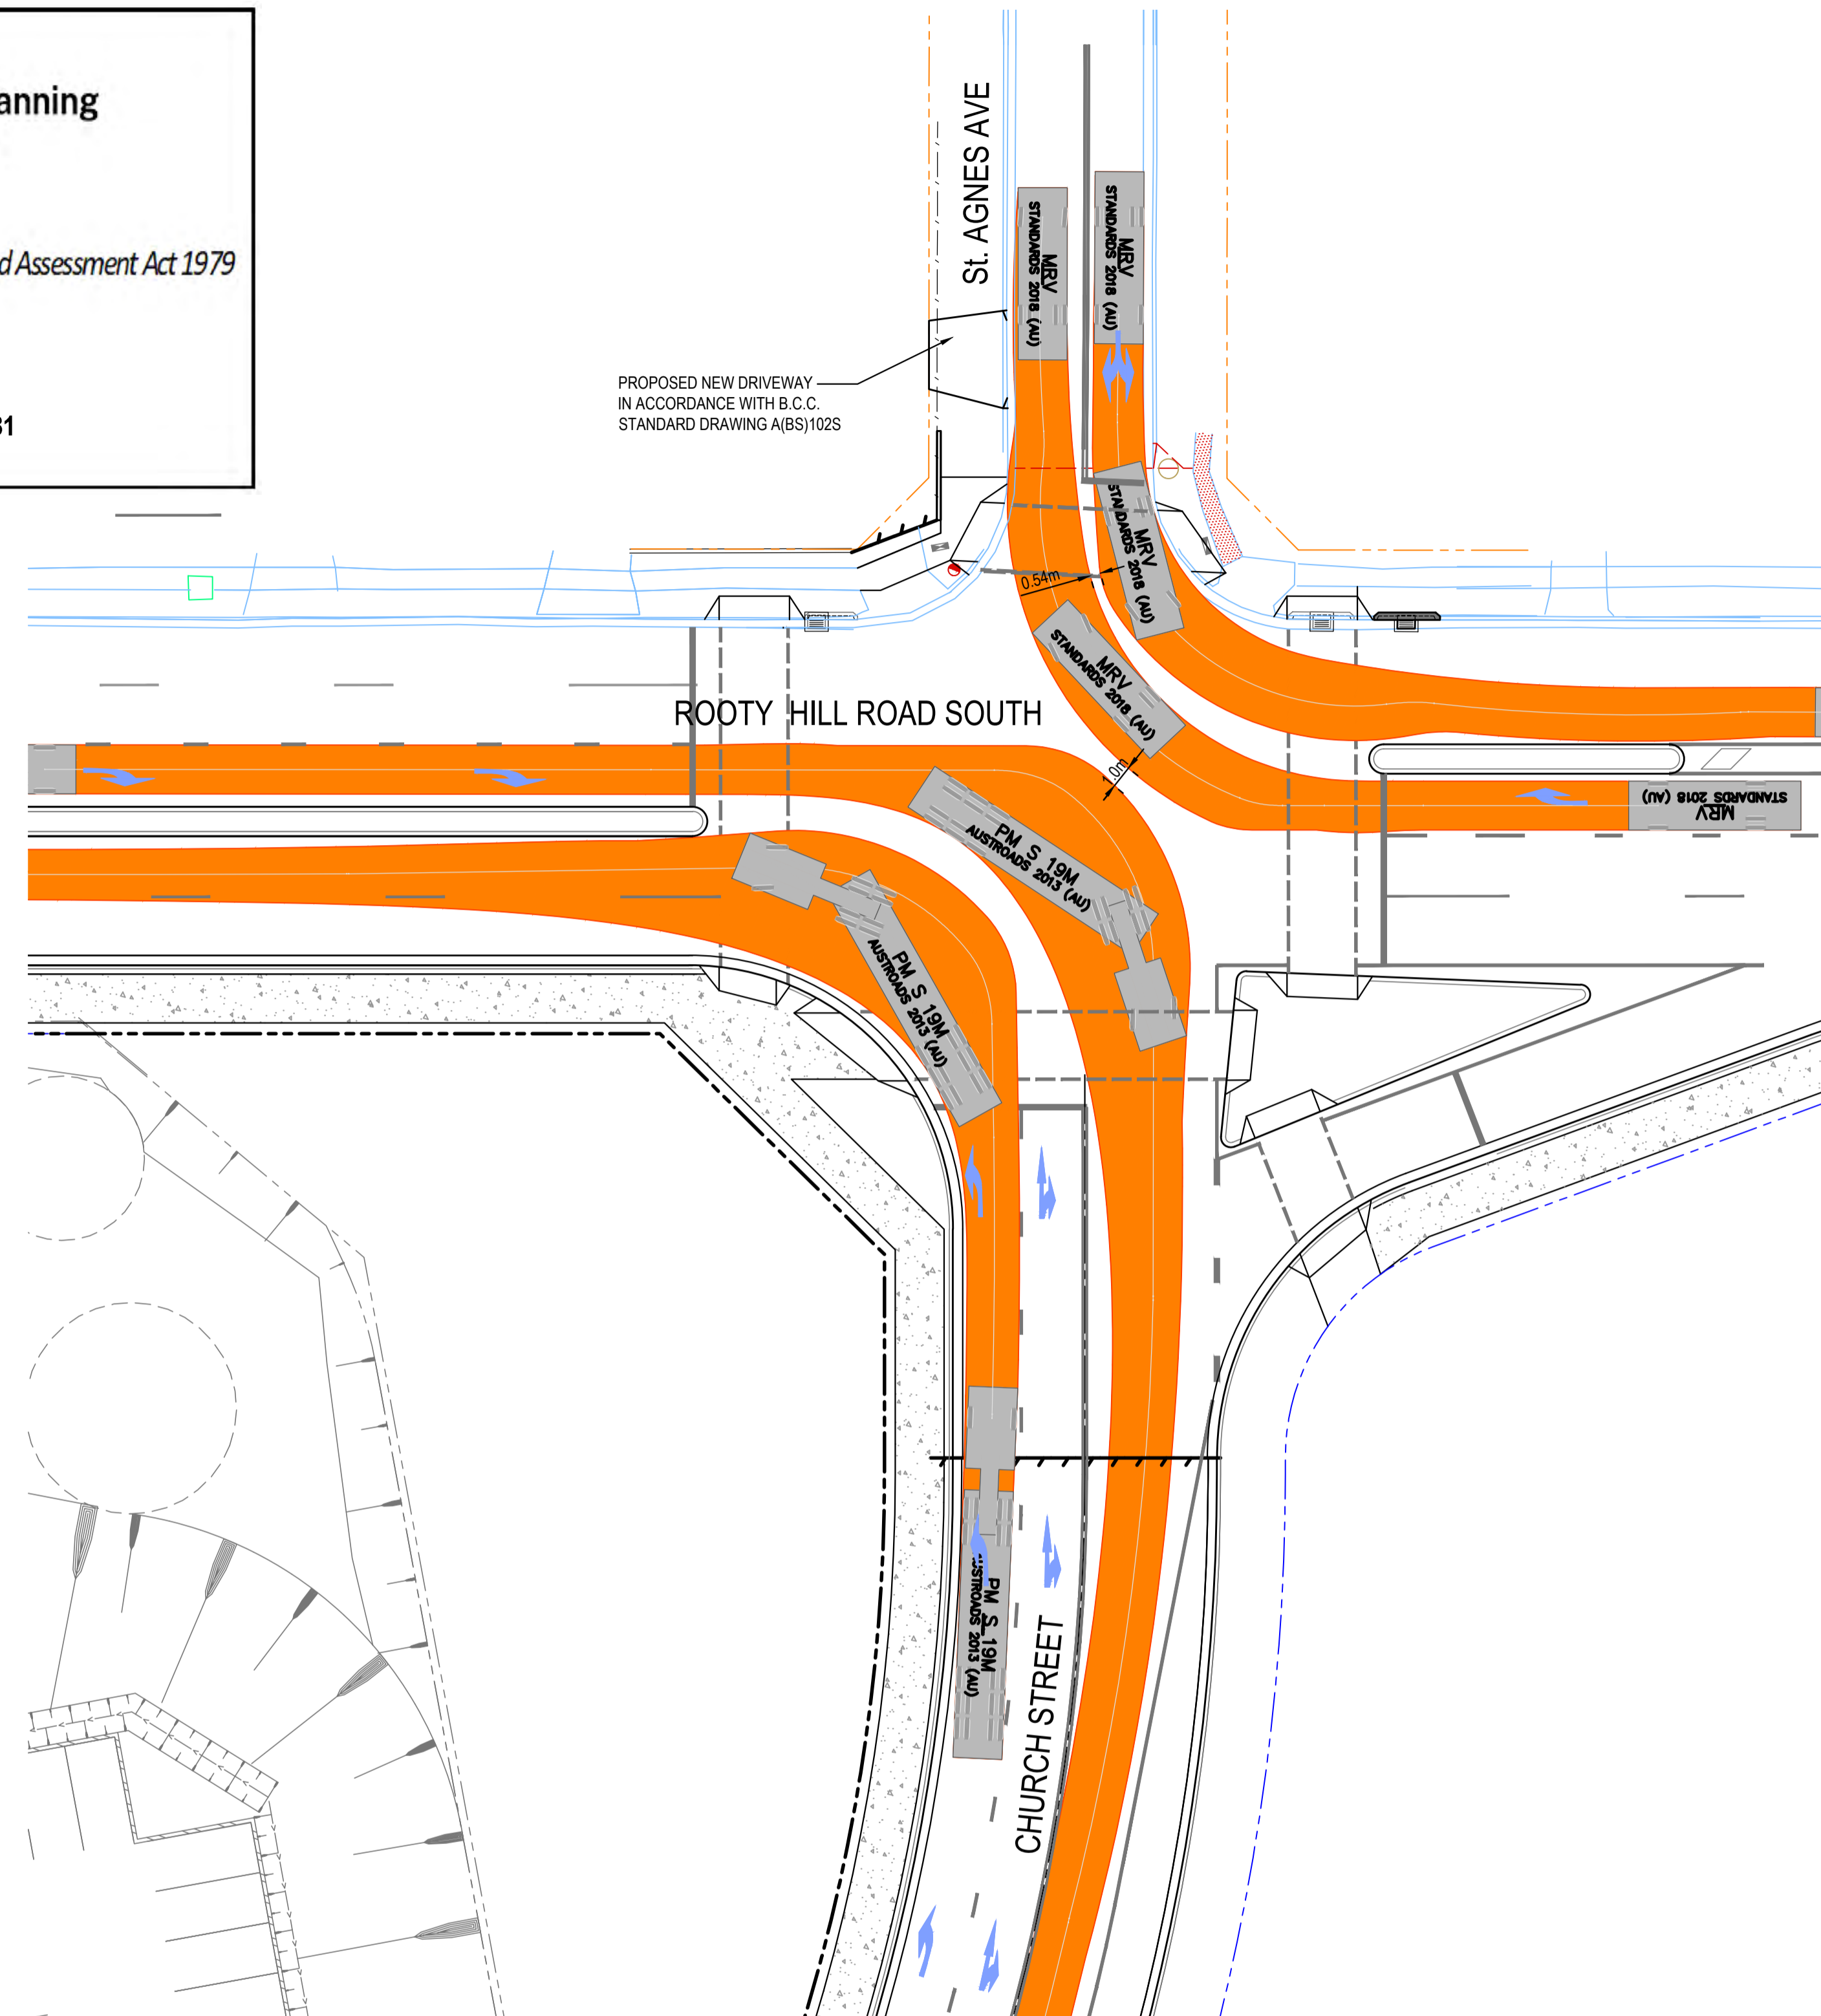 anning
d Assessment Act 1979
31
St. AGNES AVE
MRV
STANDARDS 2018 (AU)
MRV
STANDARDS 2018 (AU)
PROPOSED NEW DRIVEWAY
IN ACCORDANCE WITH B.C.C.
STANDARD DRAWING A(BS)102S
MRV
STANDARDS 2018 (AU)
0.54m
MRV
STANDARDS 2018 (AU)
ROOTY HILL ROAD SOUTH
1.0m
MRV
STANDARDS 2018 (AU)
PM S 19M
AUSTROADS 2013 (AU)
PM S 19M
AUSTROADS 2013 (AU)
PM S 19M
AUSTROADS 2013 (AU)
CHURCH STREET